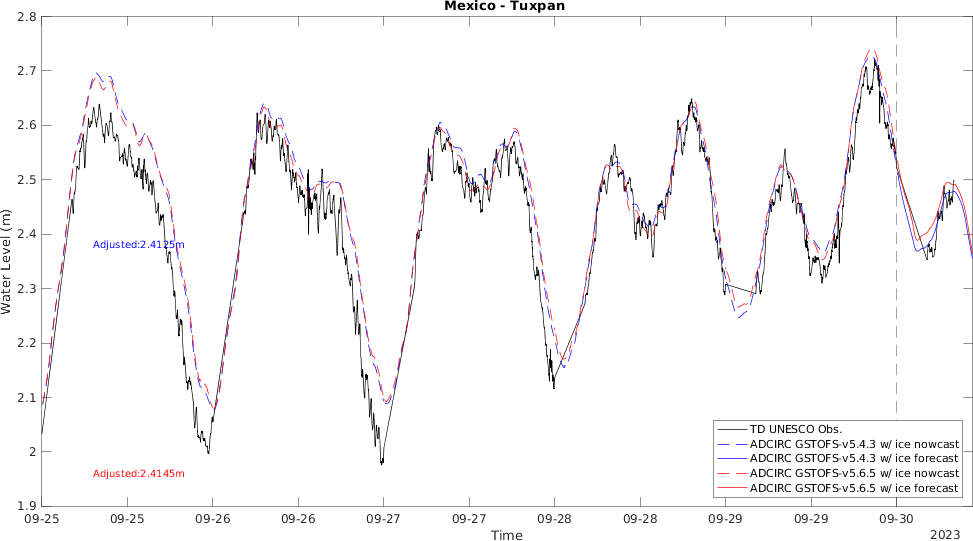 Mexico - Tuxpan
2.8
2.7
2.6
2.5
2.4
2.3
2.2
2.1
2
1.9
Water Level (m)
Adjusted:2.4125m
Adjusted:2.4145m
TD UNESCO Obs.
ADCIRC GSTOFS-v5.4.3 w/ ice nowcast
ADCIRC GSTOFS-v5.4.3 w/ ice forecast
ADCIRC GSTOFS-v5.6.5 w/ ice nowcast
ADCIRC GSTOFS-v5.6.5 w/ ice forecast
09-25 09-25 09-26 09-26 09-27 09-27 09-28 09-28 09-29 09-29 09-30
Time
2023